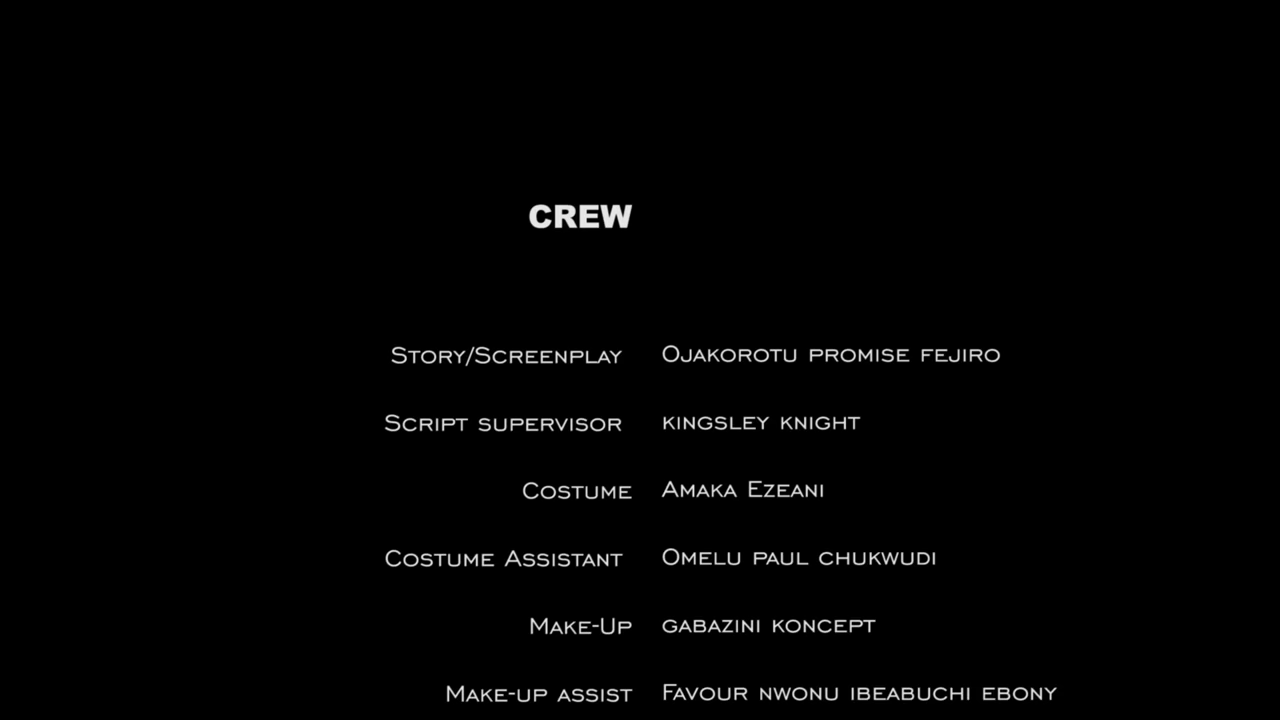 CREW
Story/Screenplay Ojakorotu promise fejiro
Script supervisor kingsley knight
Costume Amaka Ezeani
Costume Assistant Omelu paul chukwudi
Make-Up gabazini koncept
Make-up assist Favour nwonu ibeabuchi ebony